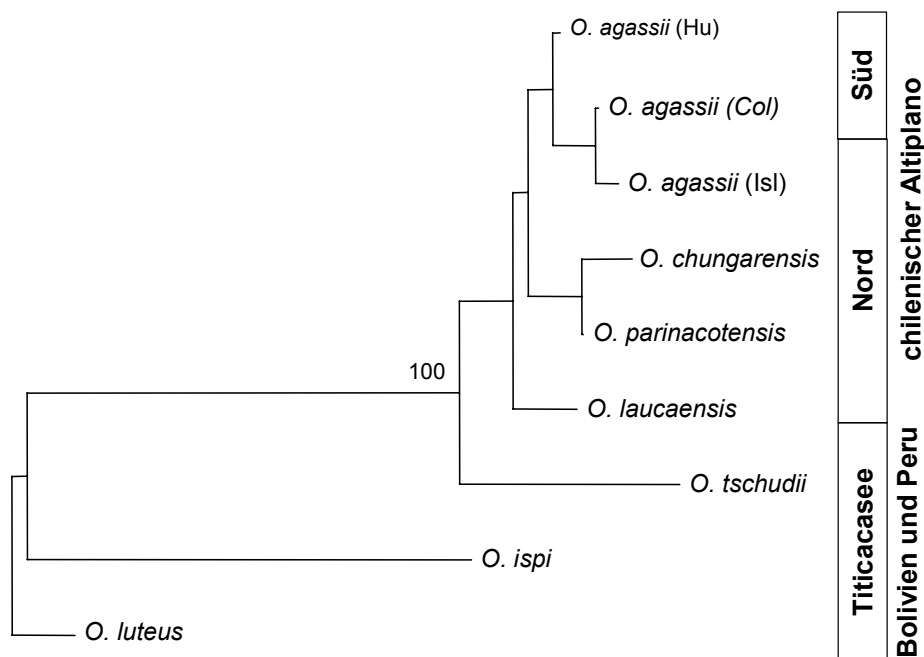 O. agassii (Hu)
O. agassii (Col)
O. agassii (Isl)
O. chungarensis
O. parinacotensis
100
O. laucaensis
O. tschudii
O. ispi
O. luteus
Süd
Nord
Titicacasee
chilenischer Altiplano
Bolivien und Peru